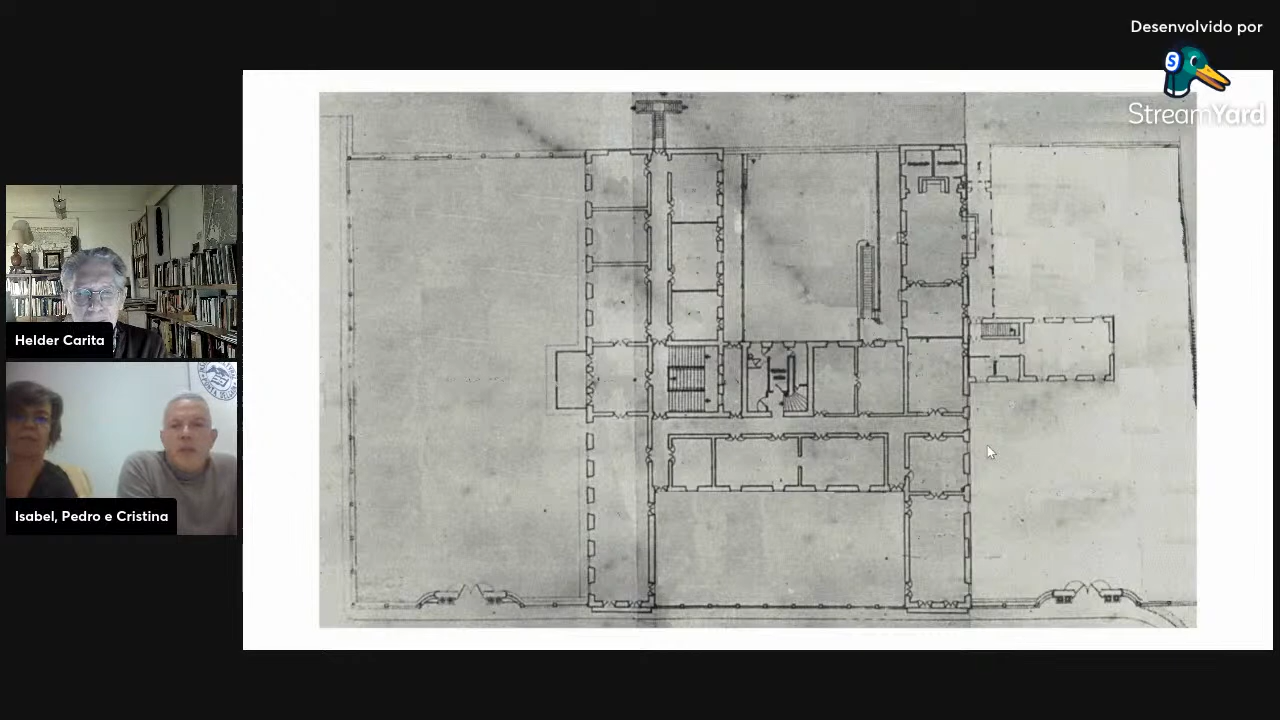 Desenvolvido por
StreamYard
Helder Carita
Isabel, Pedro e Cristina